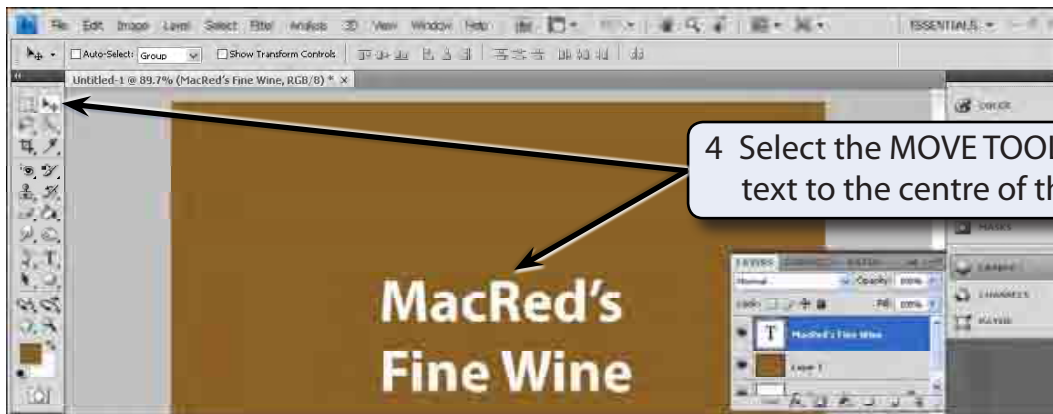 File Edit Image Layer Select Filter Analysis 3D View Window Help ESSENTIALS
Auto-Select: Group Show Transform Controls
Untitled-1 @ 89.7% (MacRed's Fine Wine, RGB/8) * ×
COLOR
4 Select the MOVE TOOL
text to the centre of th
MASKS
LAYERS
Normal Opacity: 100%
Lock: Fill: 100%
CHANNELS
T MacRed's Fine Wine
PATHS
Layer 1
MacRed's
Fine Wine